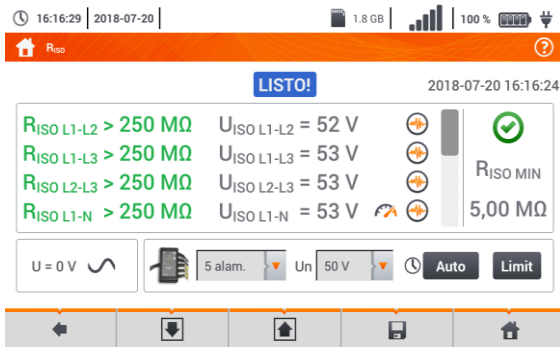 16:16:29 2018-07-20 1.8 GB 100 %
RISO ?
LISTO! 2018-07-20 16:16:24
RISO L1-L2 > 250 MΩ UISO L1-L2 = 52 V
RISO L1-L3 > 250 MΩ UISO L1-L3 = 53 V
RISO L2-L3 > 250 MΩ UISO L2-L3 = 53 V
RISO L1-N > 250 MΩ UISO L1-N = 53 V
RISO MIN
5,00 MΩ
U = 0 V 5 alam. Un 50 V Auto Limit